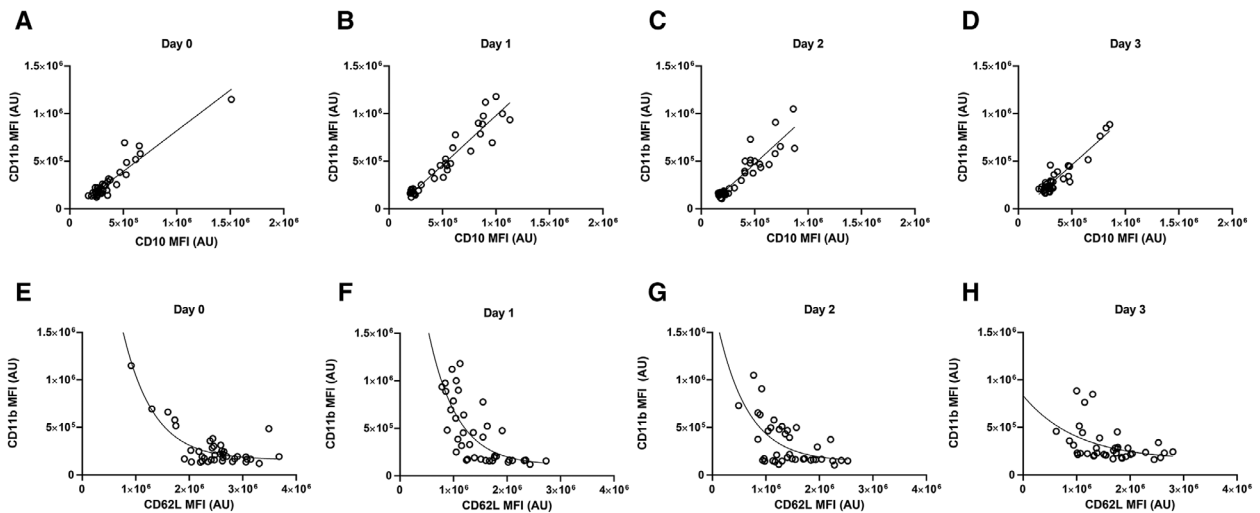 A
Day 0
1.5×10⁶
1×10⁶
5×10⁵
0
CD11b MFI (AU)
0
5×10⁵
1×10⁶
1.5×10⁶
2×10⁶
CD10 MFI (AU)
B
Day 1
1.5×10⁶
1×10⁶
5×10⁵
0
CD11b MFI (AU)
0
5×10⁵
1×10⁶
1.5×10⁶
2×10⁶
CD10 MFI (AU)
C
Day 2
1.5×10⁶
1×10⁶
5×10⁵
0
CD11b MFI (AU)
0
5×10⁵
1×10⁶
1.5×10⁶
2×10⁶
CD10 MFI (AU)
D
Day 3
1.5×10⁶
1×10⁶
5×10⁵
0
CD11b MFI (AU)
0
5×10⁵
1×10⁶
1.5×10⁶
2×10⁶
CD10 MFI (AU)
E
Day 0
1.5×10⁶
1×10⁶
5×10⁵
0
CD11b MFI (AU)
0
1×10⁶
2×10⁶
3×10⁶
4×10⁶
CD62L MFI (AU)
F
Day 1
1.5×10⁶
1×10⁶
5×10⁵
0
CD11b MFI (AU)
0
1×10⁶
2×10⁶
3×10⁶
4×10⁶
CD62L MFI (AU)
G
Day 2
1.5×10⁶
1×10⁶
5×10⁵
0
CD11b MFI (AU)
0
1×10⁶
2×10⁶
3×10⁶
4×10⁶
CD62L MFI (AU)
H
Day 3
1.5×10⁶
1×10⁶
5×10⁵
0
CD11b MFI (AU)
0
1×10⁶
2×10⁶
3×10⁶
4×10⁶
CD62L MFI (AU)